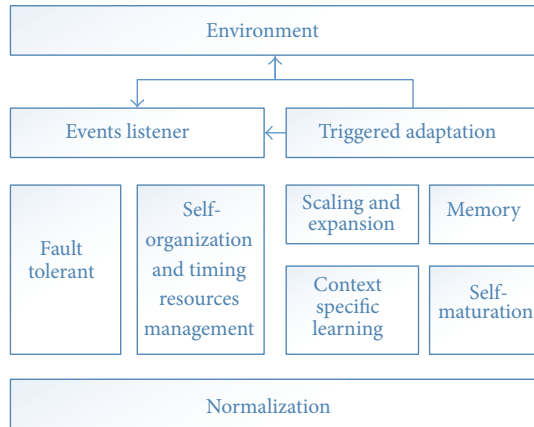 Environment
Events listener
Triggered adaptation
Fault
tolerant
Self-
organization
and timing
resources
management
Scaling and
expansion
Memory
Context
specific
learning
Self-
maturation
Normalization